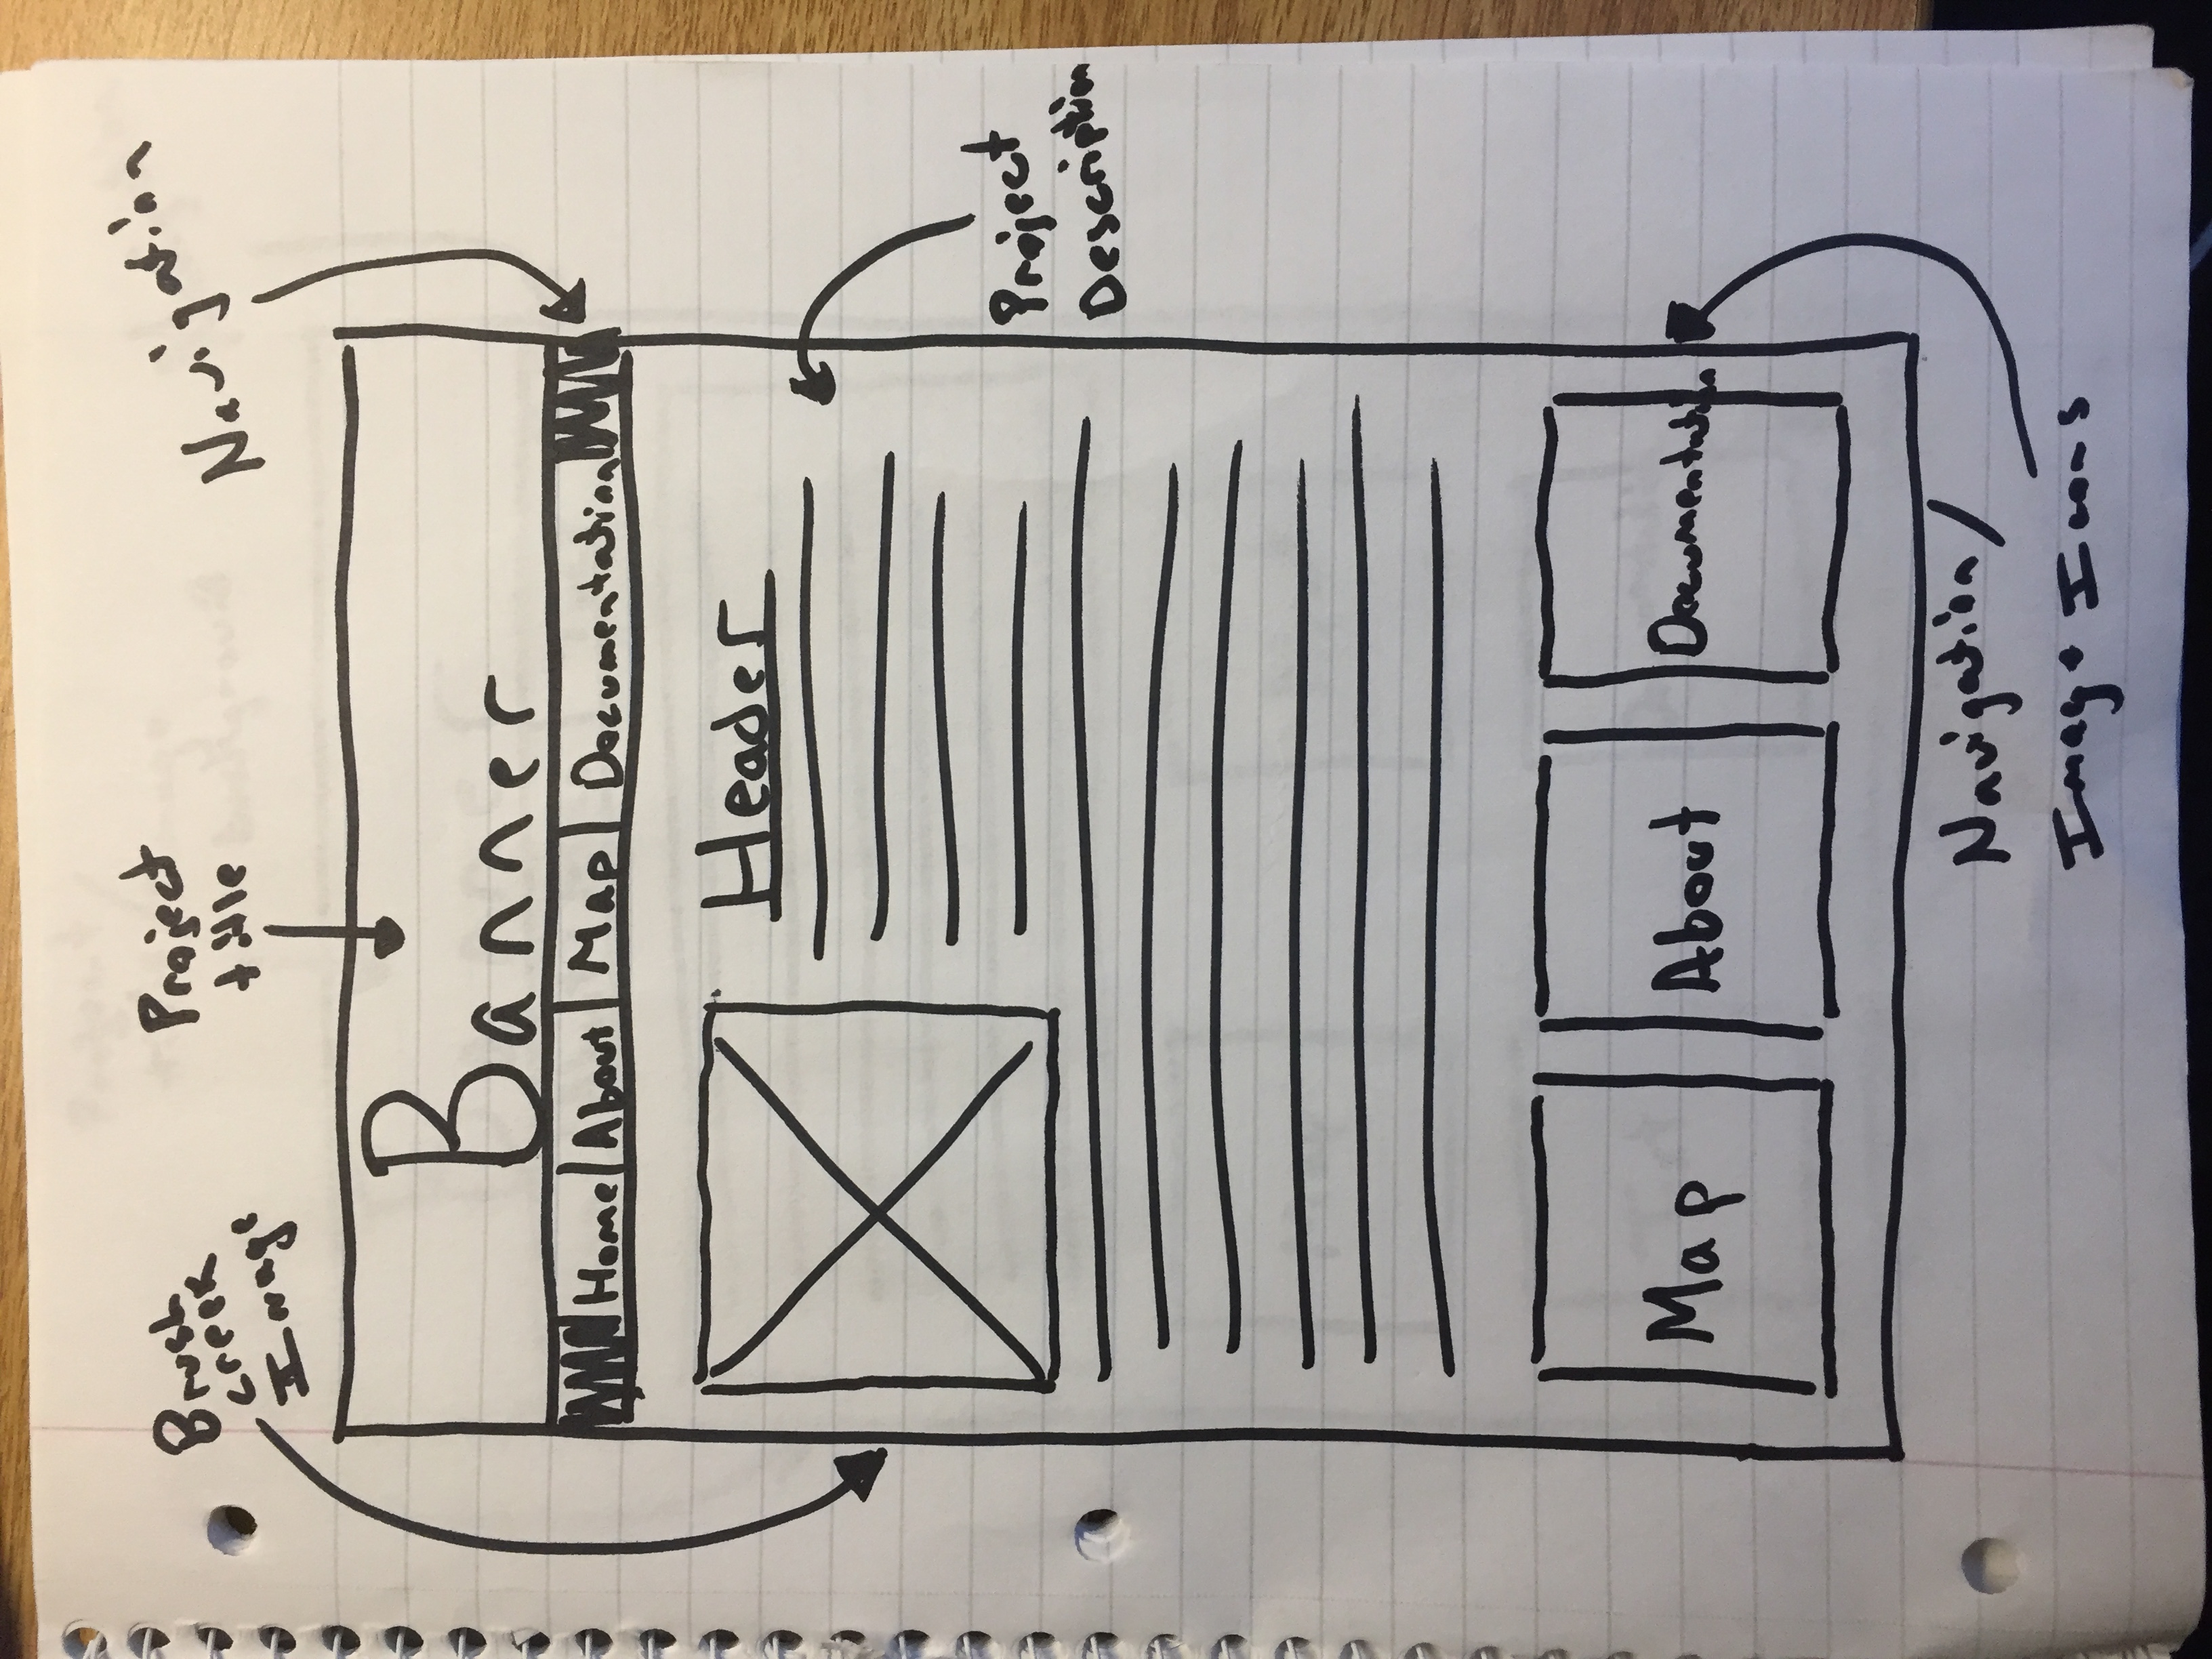 Brush
Creek
Image
Project
title
Navigation
Banner
Home
About
Map
Documentation
Header
Project
Description
Map
About
Documentation
Navigation/
Image Icons